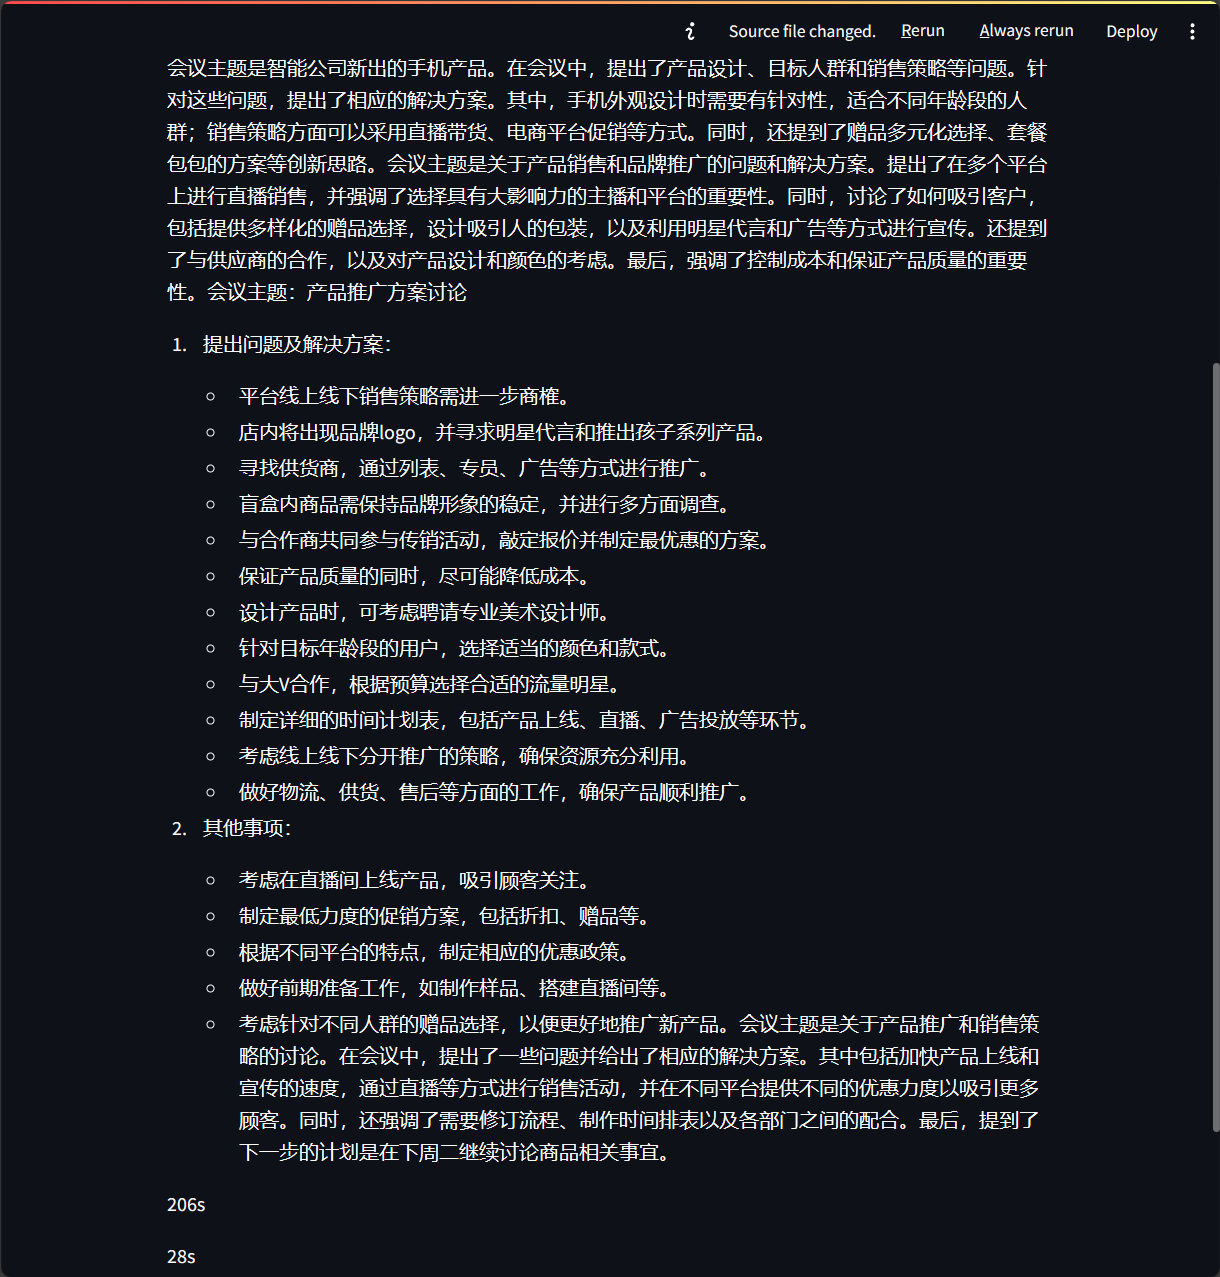 Source file changed. Rerun Always rerun Deploy
会议主题是智能公司新出的手机产品。在会议中，提出了产品设计、目标人群和销售策略等问题。针
对这些问题，提出了相应的解决方案。其中，手机外观设计时需要有针对性，适合不同年龄段的人
群；销售策略方面可以采用直播带货、电商平台促销等方式。同时，还提到了赠品多元化选择、套餐
包包的方案等创新思路。会议主题是关于产品销售和品牌推广的问题和解决方案。提出了在多个平台
上进行直播销售，并强调了选择具有大影响力的主播和平台的重要性。同时，讨论了如何吸引客户，
包括提供多样化的赠品选择，设计吸引人的包装，以及利用明星代言和广告等方式进行宣传。还提到
了与供应商的合作，以及对产品设计和颜色的考虑。最后，强调了控制成本和保证产品质量的重要
性。会议主题：产品推广方案讨论
1. 提出问题及解决方案：
平台线上线下销售策略需进一步商榷。
店内将出现品牌logo，并寻求明星代言和推出孩子系列产品。
寻找供货商，通过列表、专员、广告等方式进行推广。
盲盒内商品需保持品牌形象的稳定，并进行多方面调查。
与合作商共同参与传销活动，敲定报价并制定最优惠的方案。
保证产品质量的同时，尽可能降低成本。
设计产品时，可考虑聘请专业美术设计师。
针对目标年龄段的用户，选择适当的颜色和款式。
与大V合作，根据预算选择合适的流量明星。
制定详细的时间计划表，包括产品上线、直播、广告投放等环节。
考虑线上线下分开推广的策略，确保资源充分利用。
做好物流、供货、售后等方面的工作，确保产品顺利推广。
2. 其他事项：
考虑在直播间上线产品，吸引顾客关注。
制定最低力度的促销方案，包括折扣、赠品等。
根据不同平台的特点，制定相应的优惠政策。
做好前期准备工作，如制作样品、搭建直播间等。
考虑针对不同人群的赠品选择，以便更好地推广新产品。会议主题是关于产品推广和销售策
略的讨论。在会议中，提出了一些问题并给出了相应的解决方案。其中包括加快产品上线和
宣传的速度，通过直播等方式进行销售活动，并在不同平台提供不同的优惠力度以吸引更多
顾客。同时，还强调了需要修订流程、制作时间排表以及各部门之间的配合。最后，提到了
下一步的计划是在下周二继续讨论商品相关事宜。
206s
28s